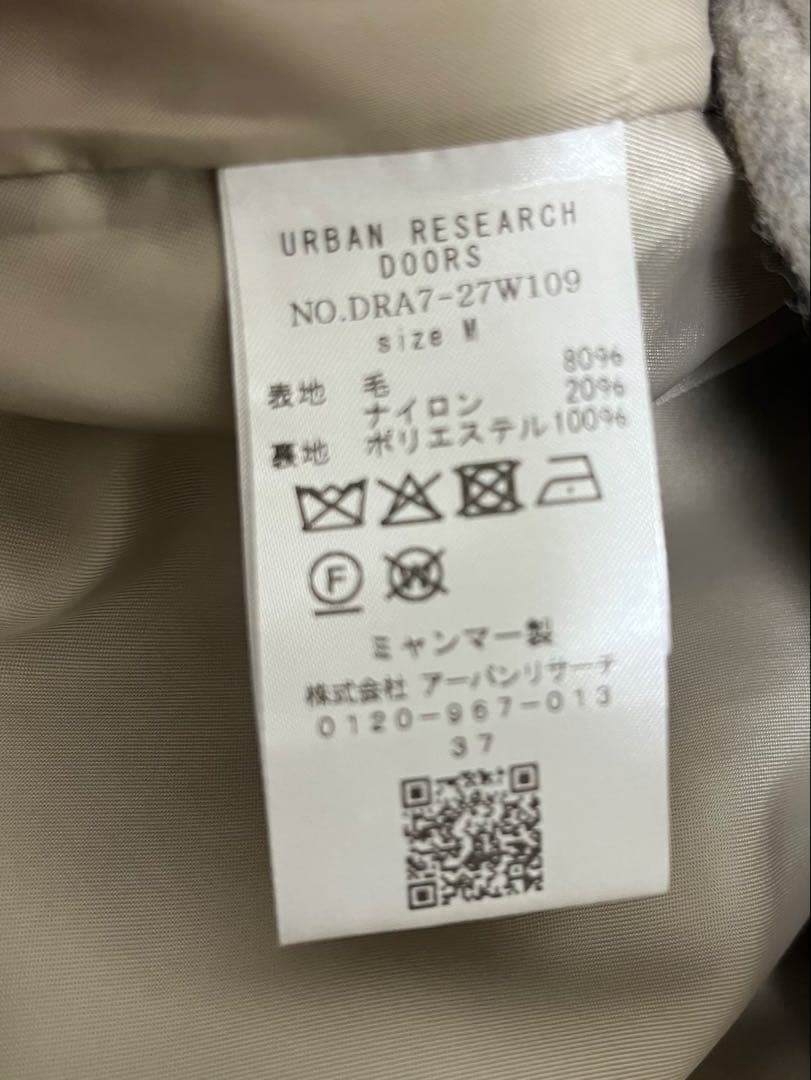 URBAN RESEARCH
DOORS
NO.DRA7-27W109
size M
表地 毛 80%
ナイロン 20%
裏地 ポリエステル100%
F
W
ミャンマー製
株式会社 アーバンリサーチ
0120-967-013
37